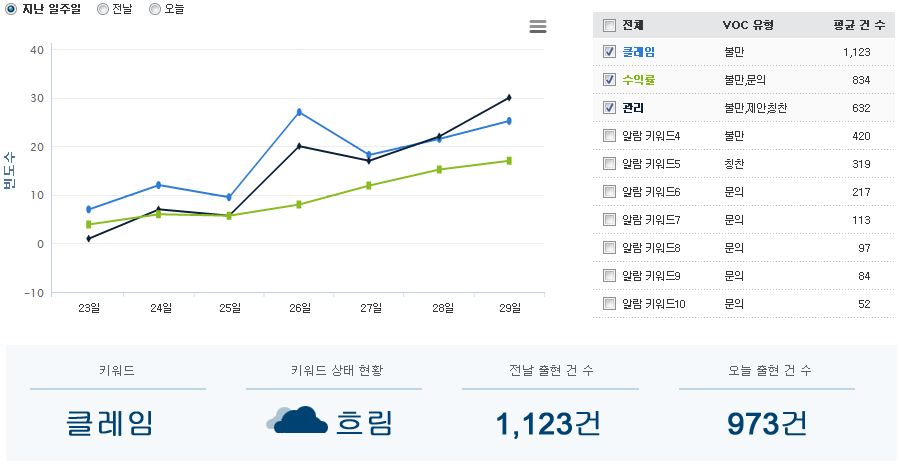 지난 일주일 전날 오늘
40
30
20
10
0
-10
빈도수
23일 24일 25일 26일 27일 28일 29일
전체 VOC 유형 평균 건 수
클레임 불만 1,123
수익률 불만,문의 834
관리 불만,제안,칭찬 632
알람 키워드4 불만 420
알람 키워드5 칭찬 319
알람 키워드6 문의 217
알람 키워드7 문의 113
알람 키워드8 문의 97
알람 키워드9 문의 84
알람 키워드10 문의 52
키워드 키워드 상태 현황 전날 출현 건 수 오늘 출현 건 수
클레임 흐림 1,123건 973건